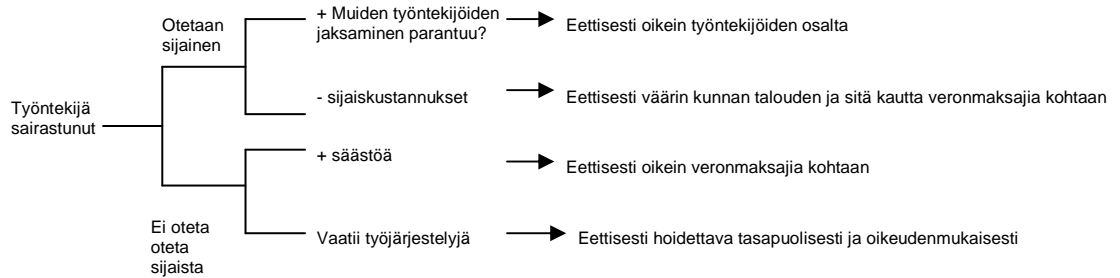 Otetaan
sijainen
+ Muiden työntekijöiden
jaksaminen parantuu?
Eettisesti oikein työntekijöiden osalta
- sijaiskustannukset
Eettisesti väärin kunnan talouden ja sitä kautta veronmaksajia kohtaan
Työntekijä
sairastunut
+ säästöä
Eettisesti oikein veronmaksajia kohtaan
Ei oteta
oteta
sijaista
Vaatii työjärjestelyjä
Eettisesti hoidettava tasapuolisesti ja oikeudenmukaisesti